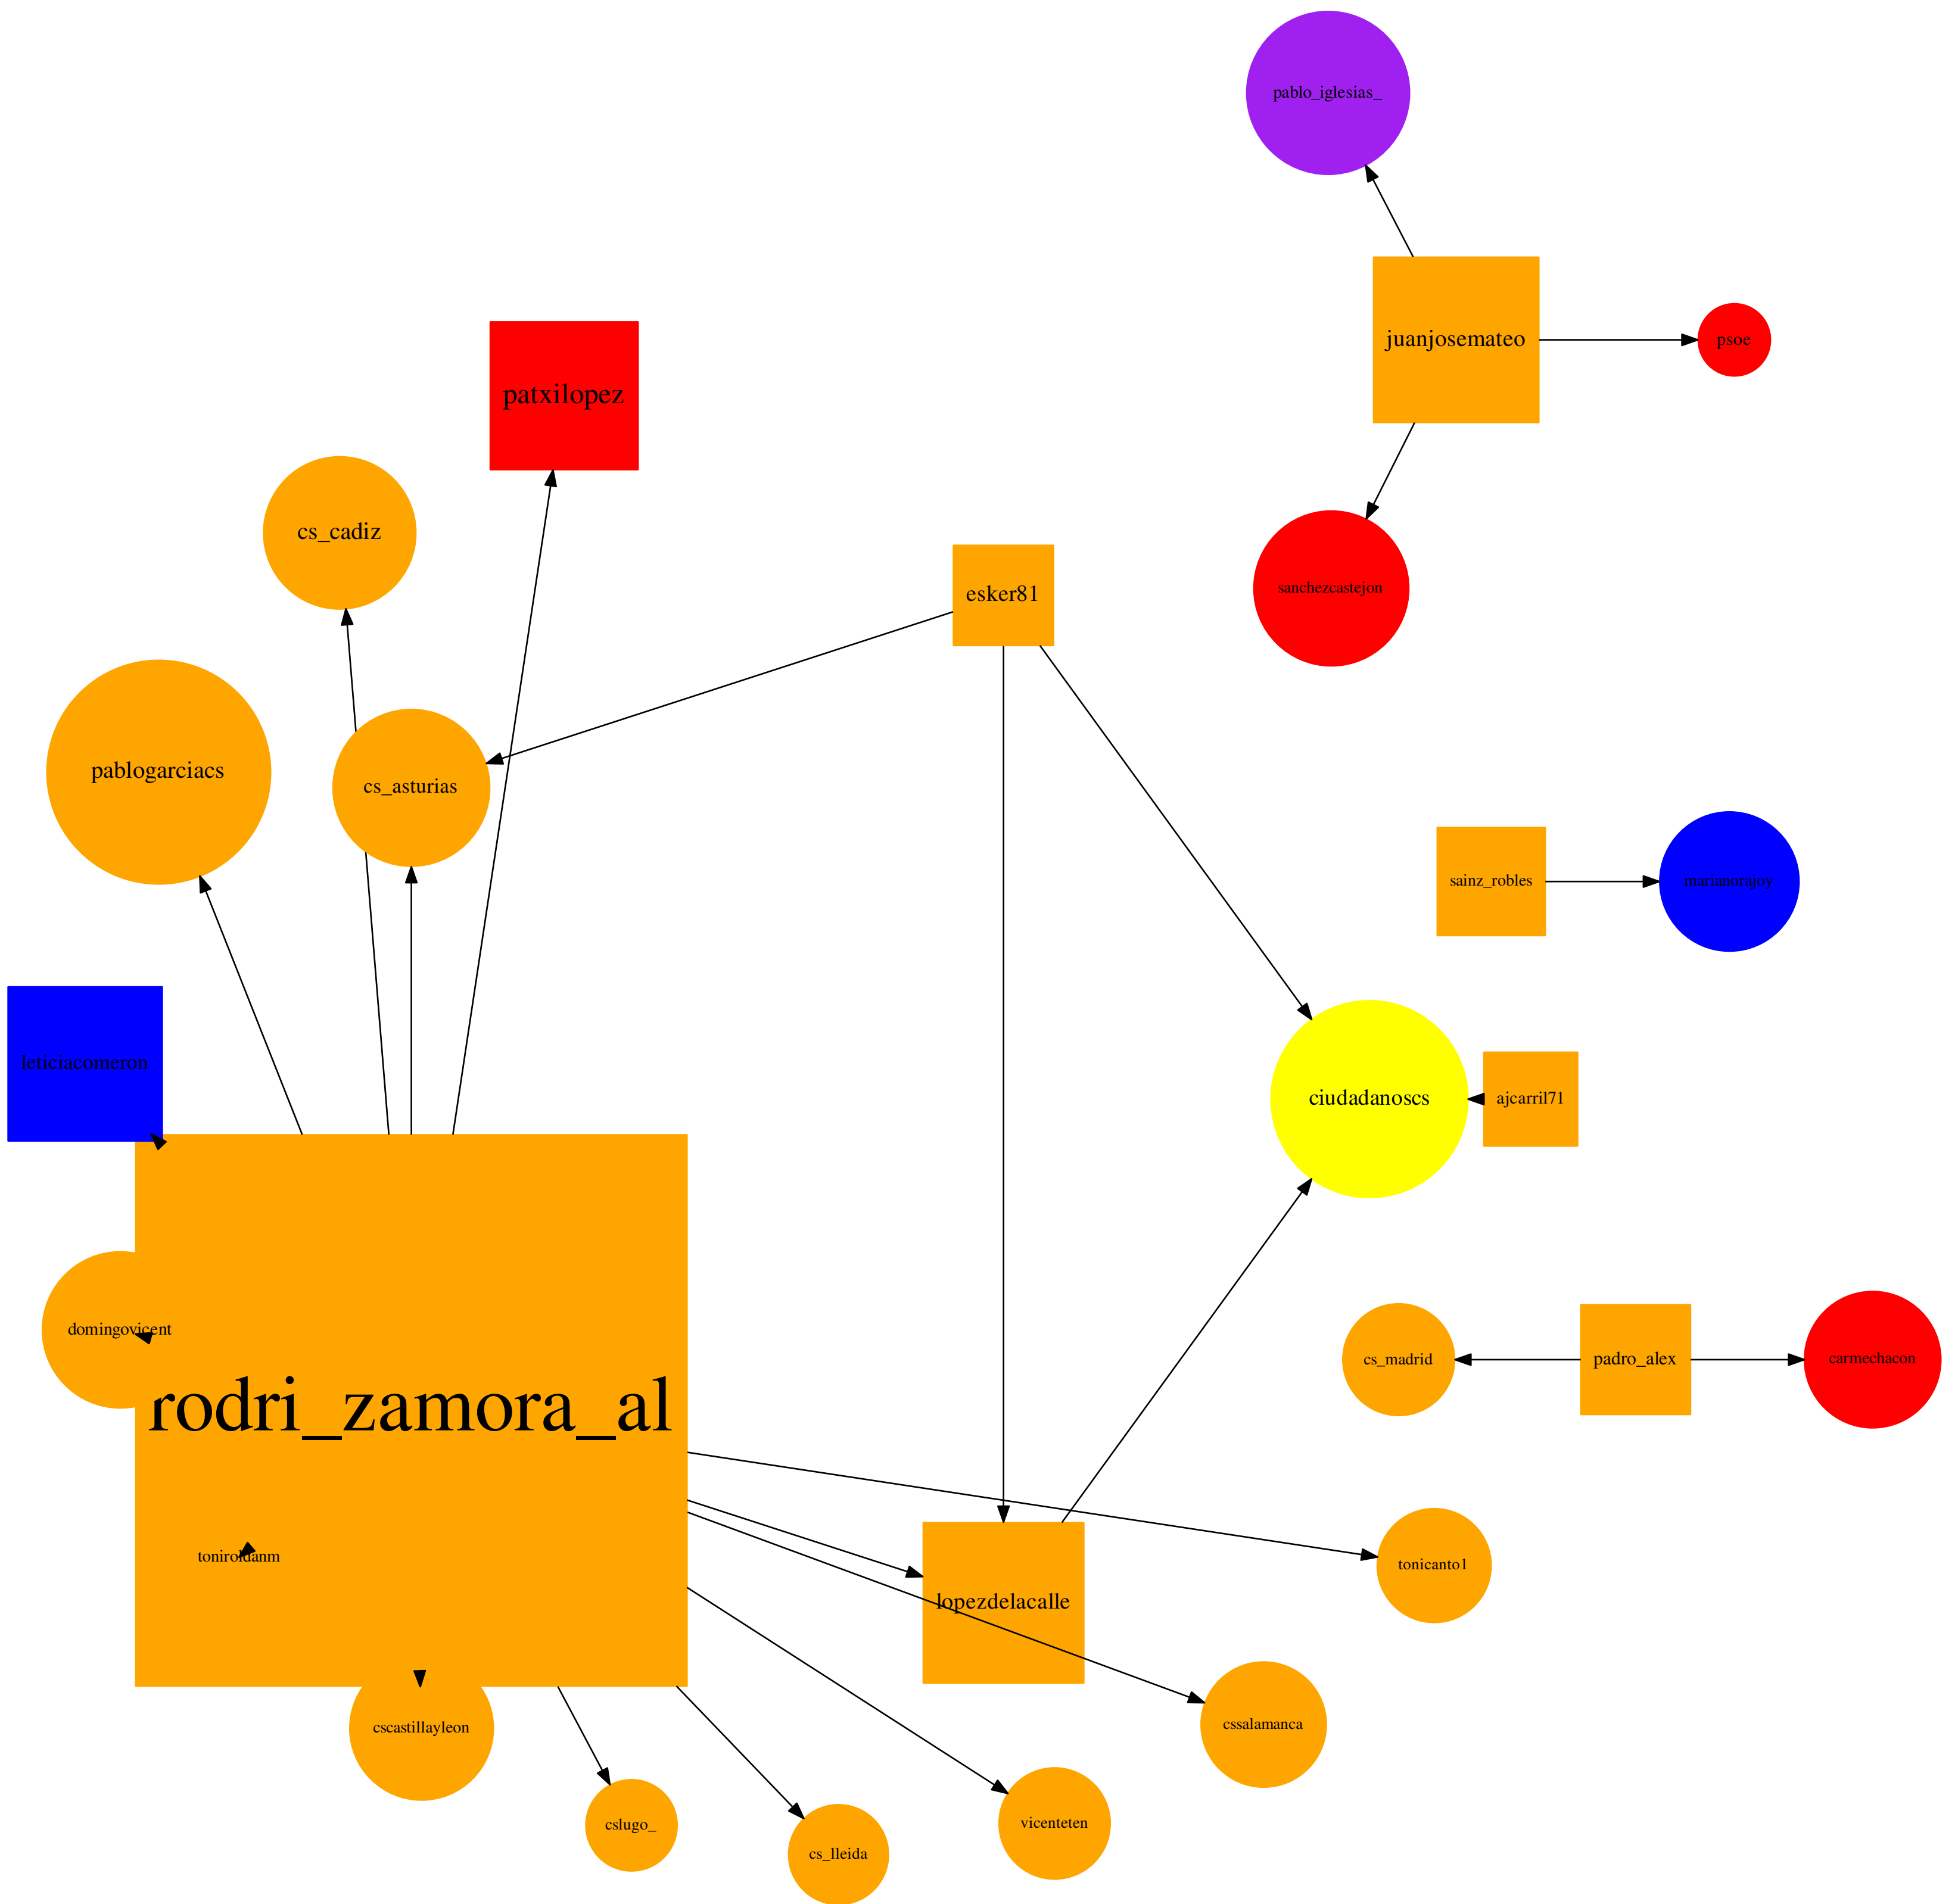 pablo_iglesias_
juanjosemateo
psoe
patxilopez
cs_cadiz
sanchezcastejon
esker81
pablogarciacs
cs_asturias
sainz_robles
marianorajoy
leticiacomeron
ciudadanoscs
ajcarril71
domingovicent
cs_madrid
padro_alex
carmechacon
rodri_zamora_al
toniroldanm
tonicanto1
lopezdelacalle
cscastillayleon
cssalamanca
cslugo_
vicenteten
cs_lleida